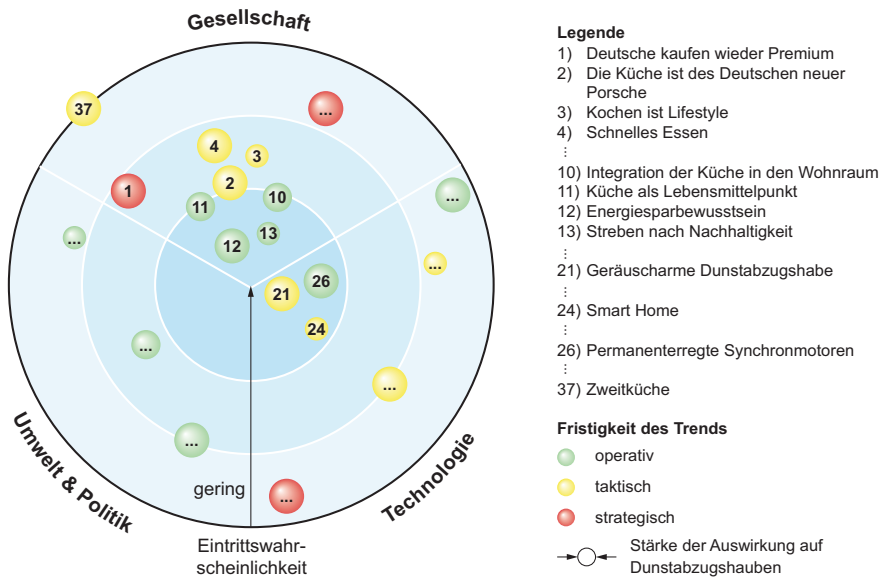 Gesellschaft
37
...
4
3
1
2
10
11
...
...
13
12
...
26
21
24
...
...
...
Umwelt & Politik
Technologie
gering
...
Eintrittswahr-
scheinlichkeit
Legende
1) Deutsche kaufen wieder Premium
2) Die Küche ist des Deutschen neuer
Porsche
3) Kochen ist Lifestyle
4) Schnelles Essen
...
10) Integration der Küche in den Wohnraum
11) Küche als Lebensmittelpunkt
12) Energiesparbewusstsein
13) Streben nach Nachhaltigkeit
...
21) Geräuscharme Dunstabzugshabe
...
24) Smart Home
...
26) Permanenterregte Synchronmotoren
...
37) Zweitküche
Fristigkeit des Trends
operativ
taktisch
strategisch
Stärke der Auswirkung auf
Dunstabzugshauben